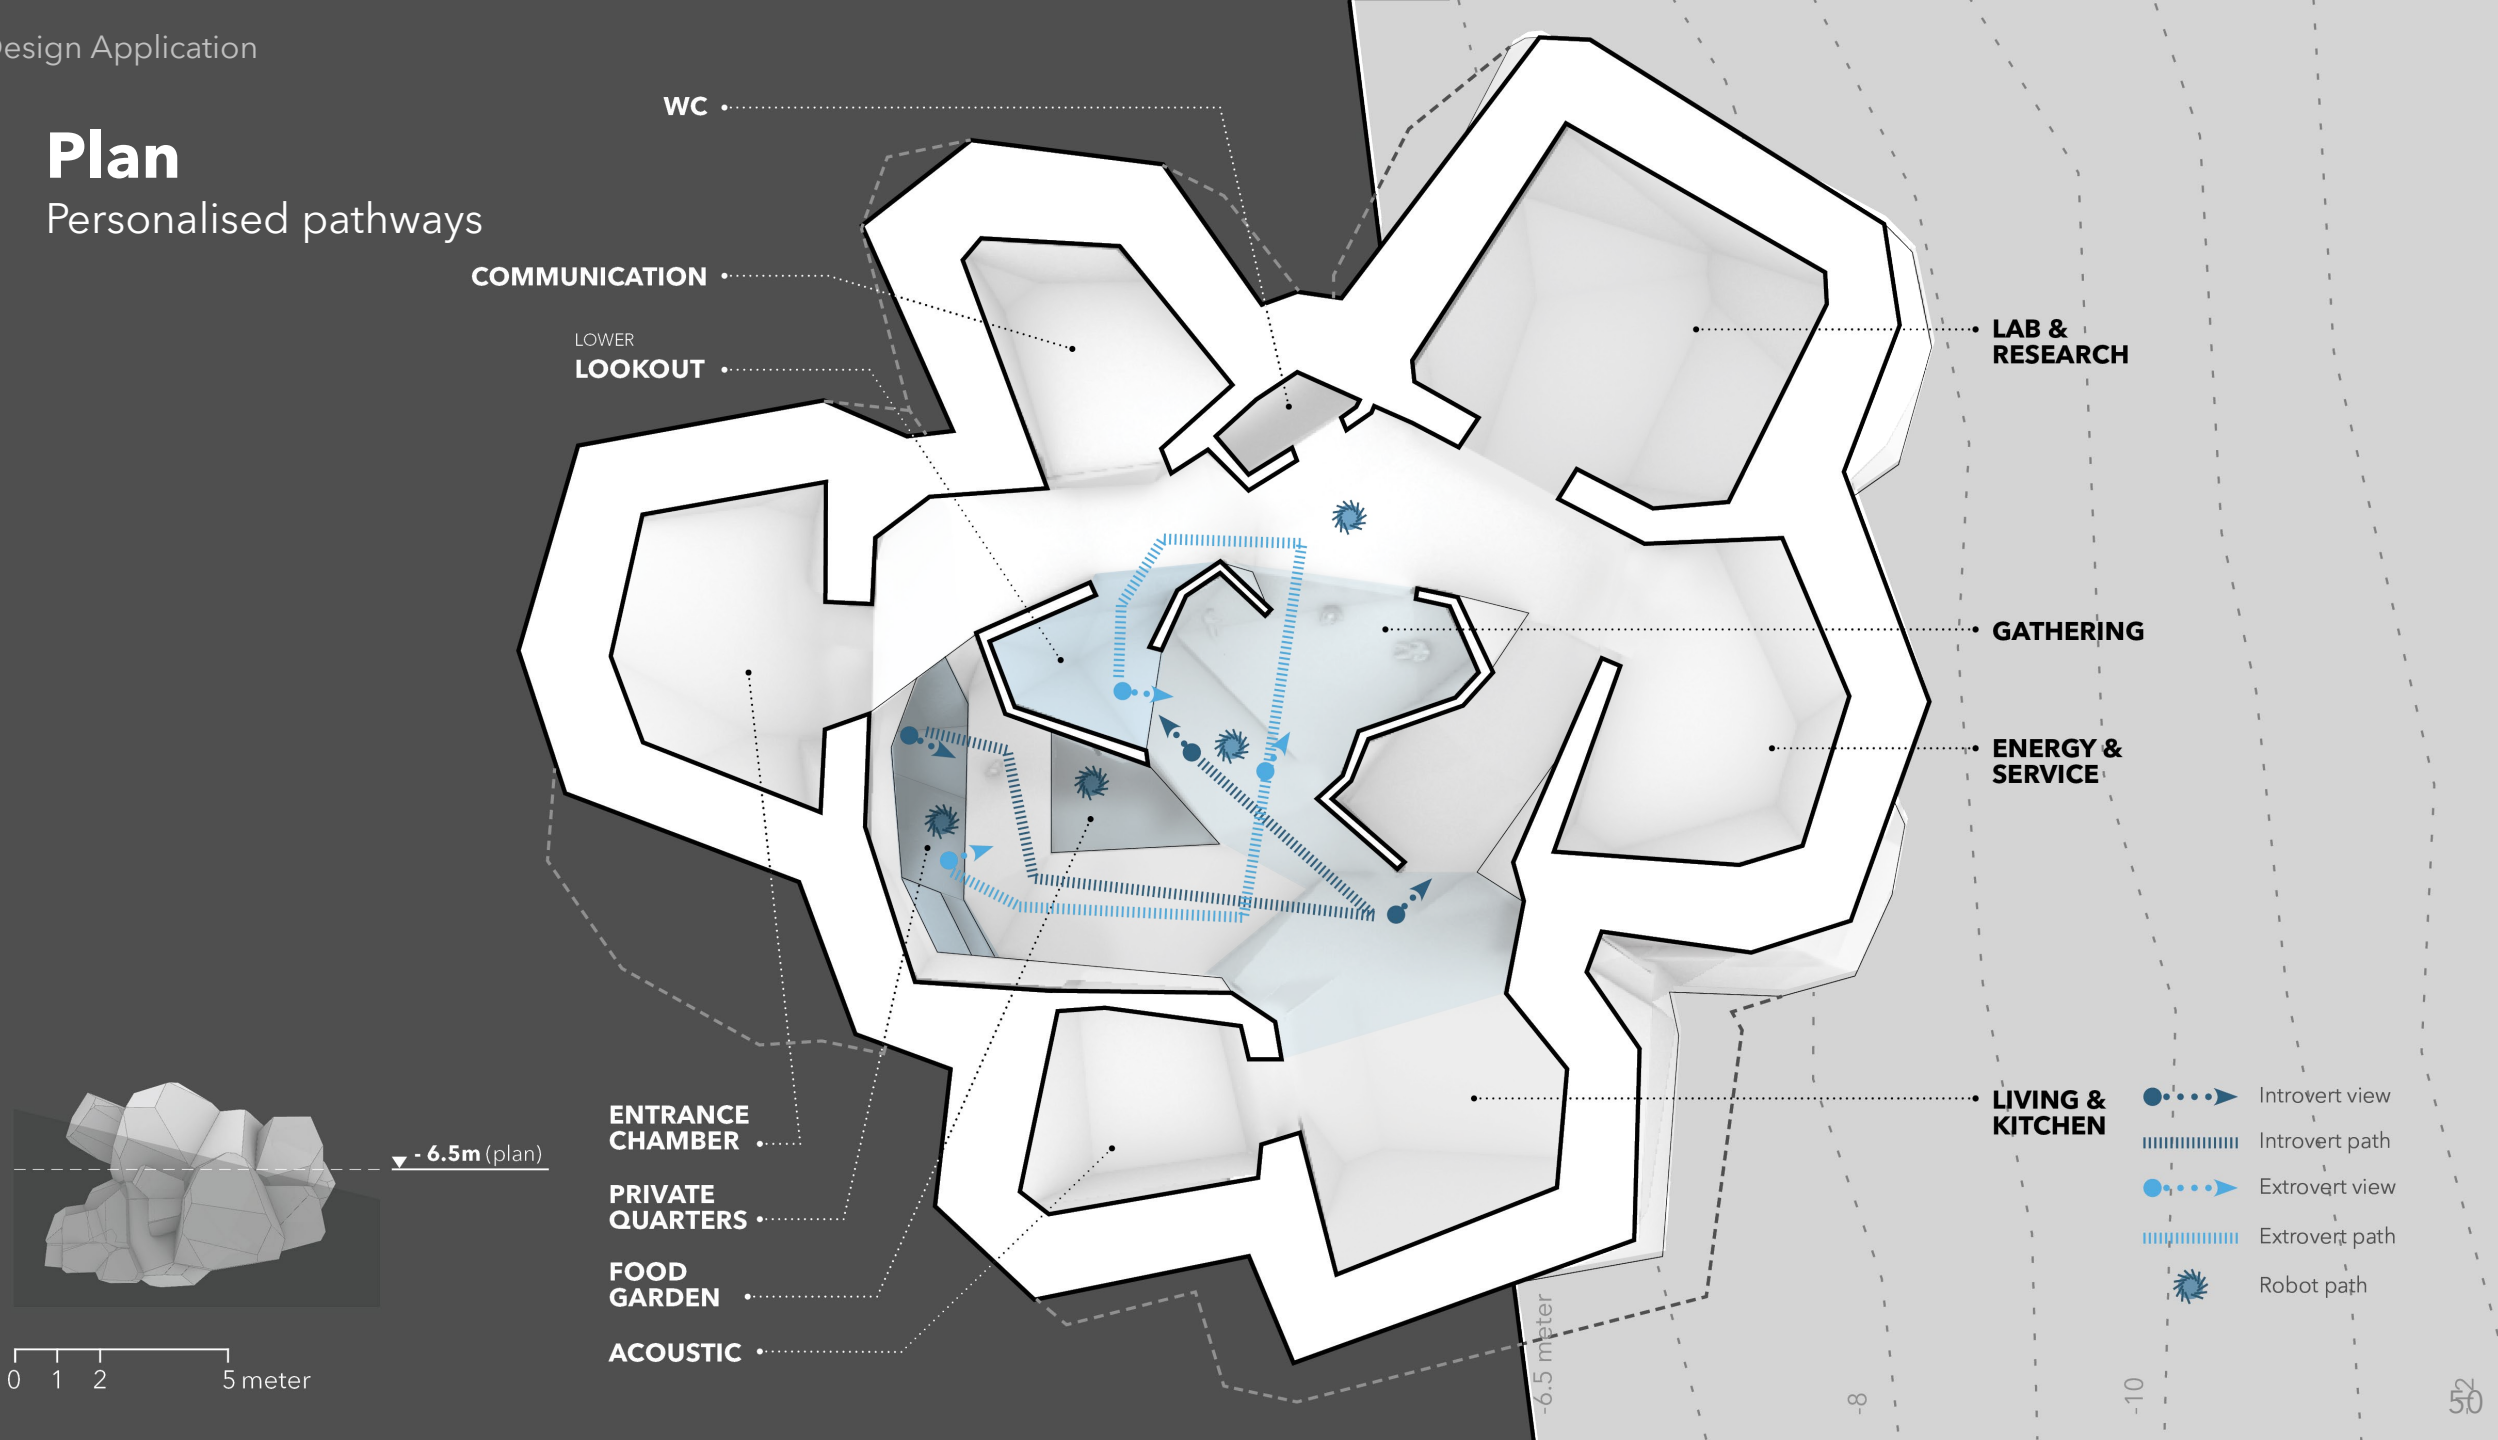 esign Application
Plan
Personalised pathways
WC
COMMUNICATION
LOWER
LOOKOUT
LAB &
RESEARCH
GATHERING
ENERGY &
SERVICE
LIVING &
KITCHEN
ENTRANCE
CHAMBER
PRIVATE
QUARTERS
FOOD
GARDEN
ACOUSTIC
- 6.5m (plan)
0 1 2 5 meter
Introvert view
Introvert path
Extrovert view
Extrovert path
Robot path
-6.5 meter
-8
-10
-12
50